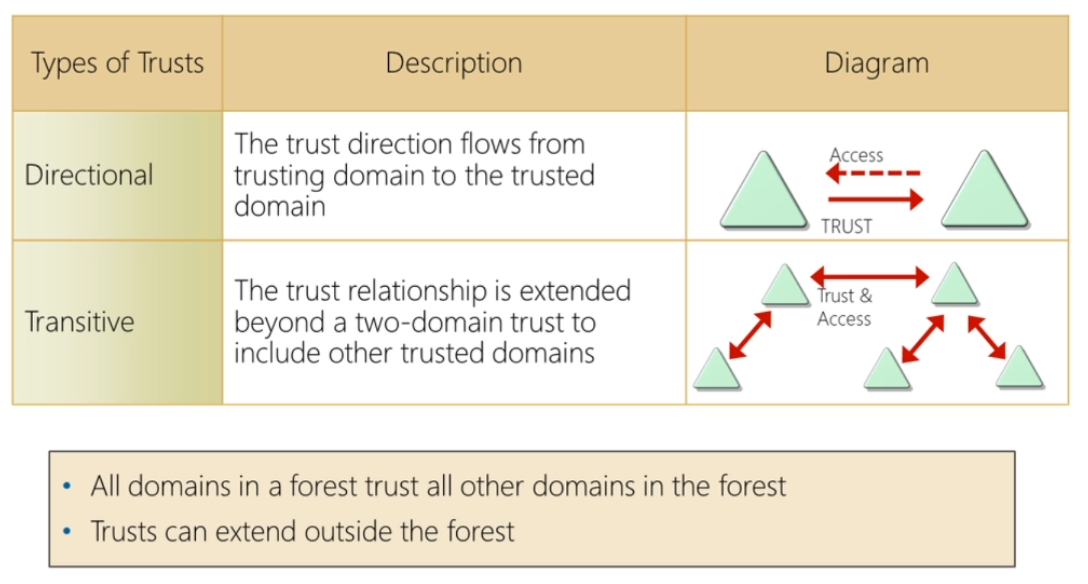 Types of Trusts
Description
Diagram
Directional
The trust direction flows from
trusting domain to the trusted
domain
Access
TRUST
Transitive
The trust relationship is extended
beyond a two-domain trust to
include other trusted domains
Trust &
Access
• All domains in a forest trust all other domains in the forest
• Trusts can extend outside the forest